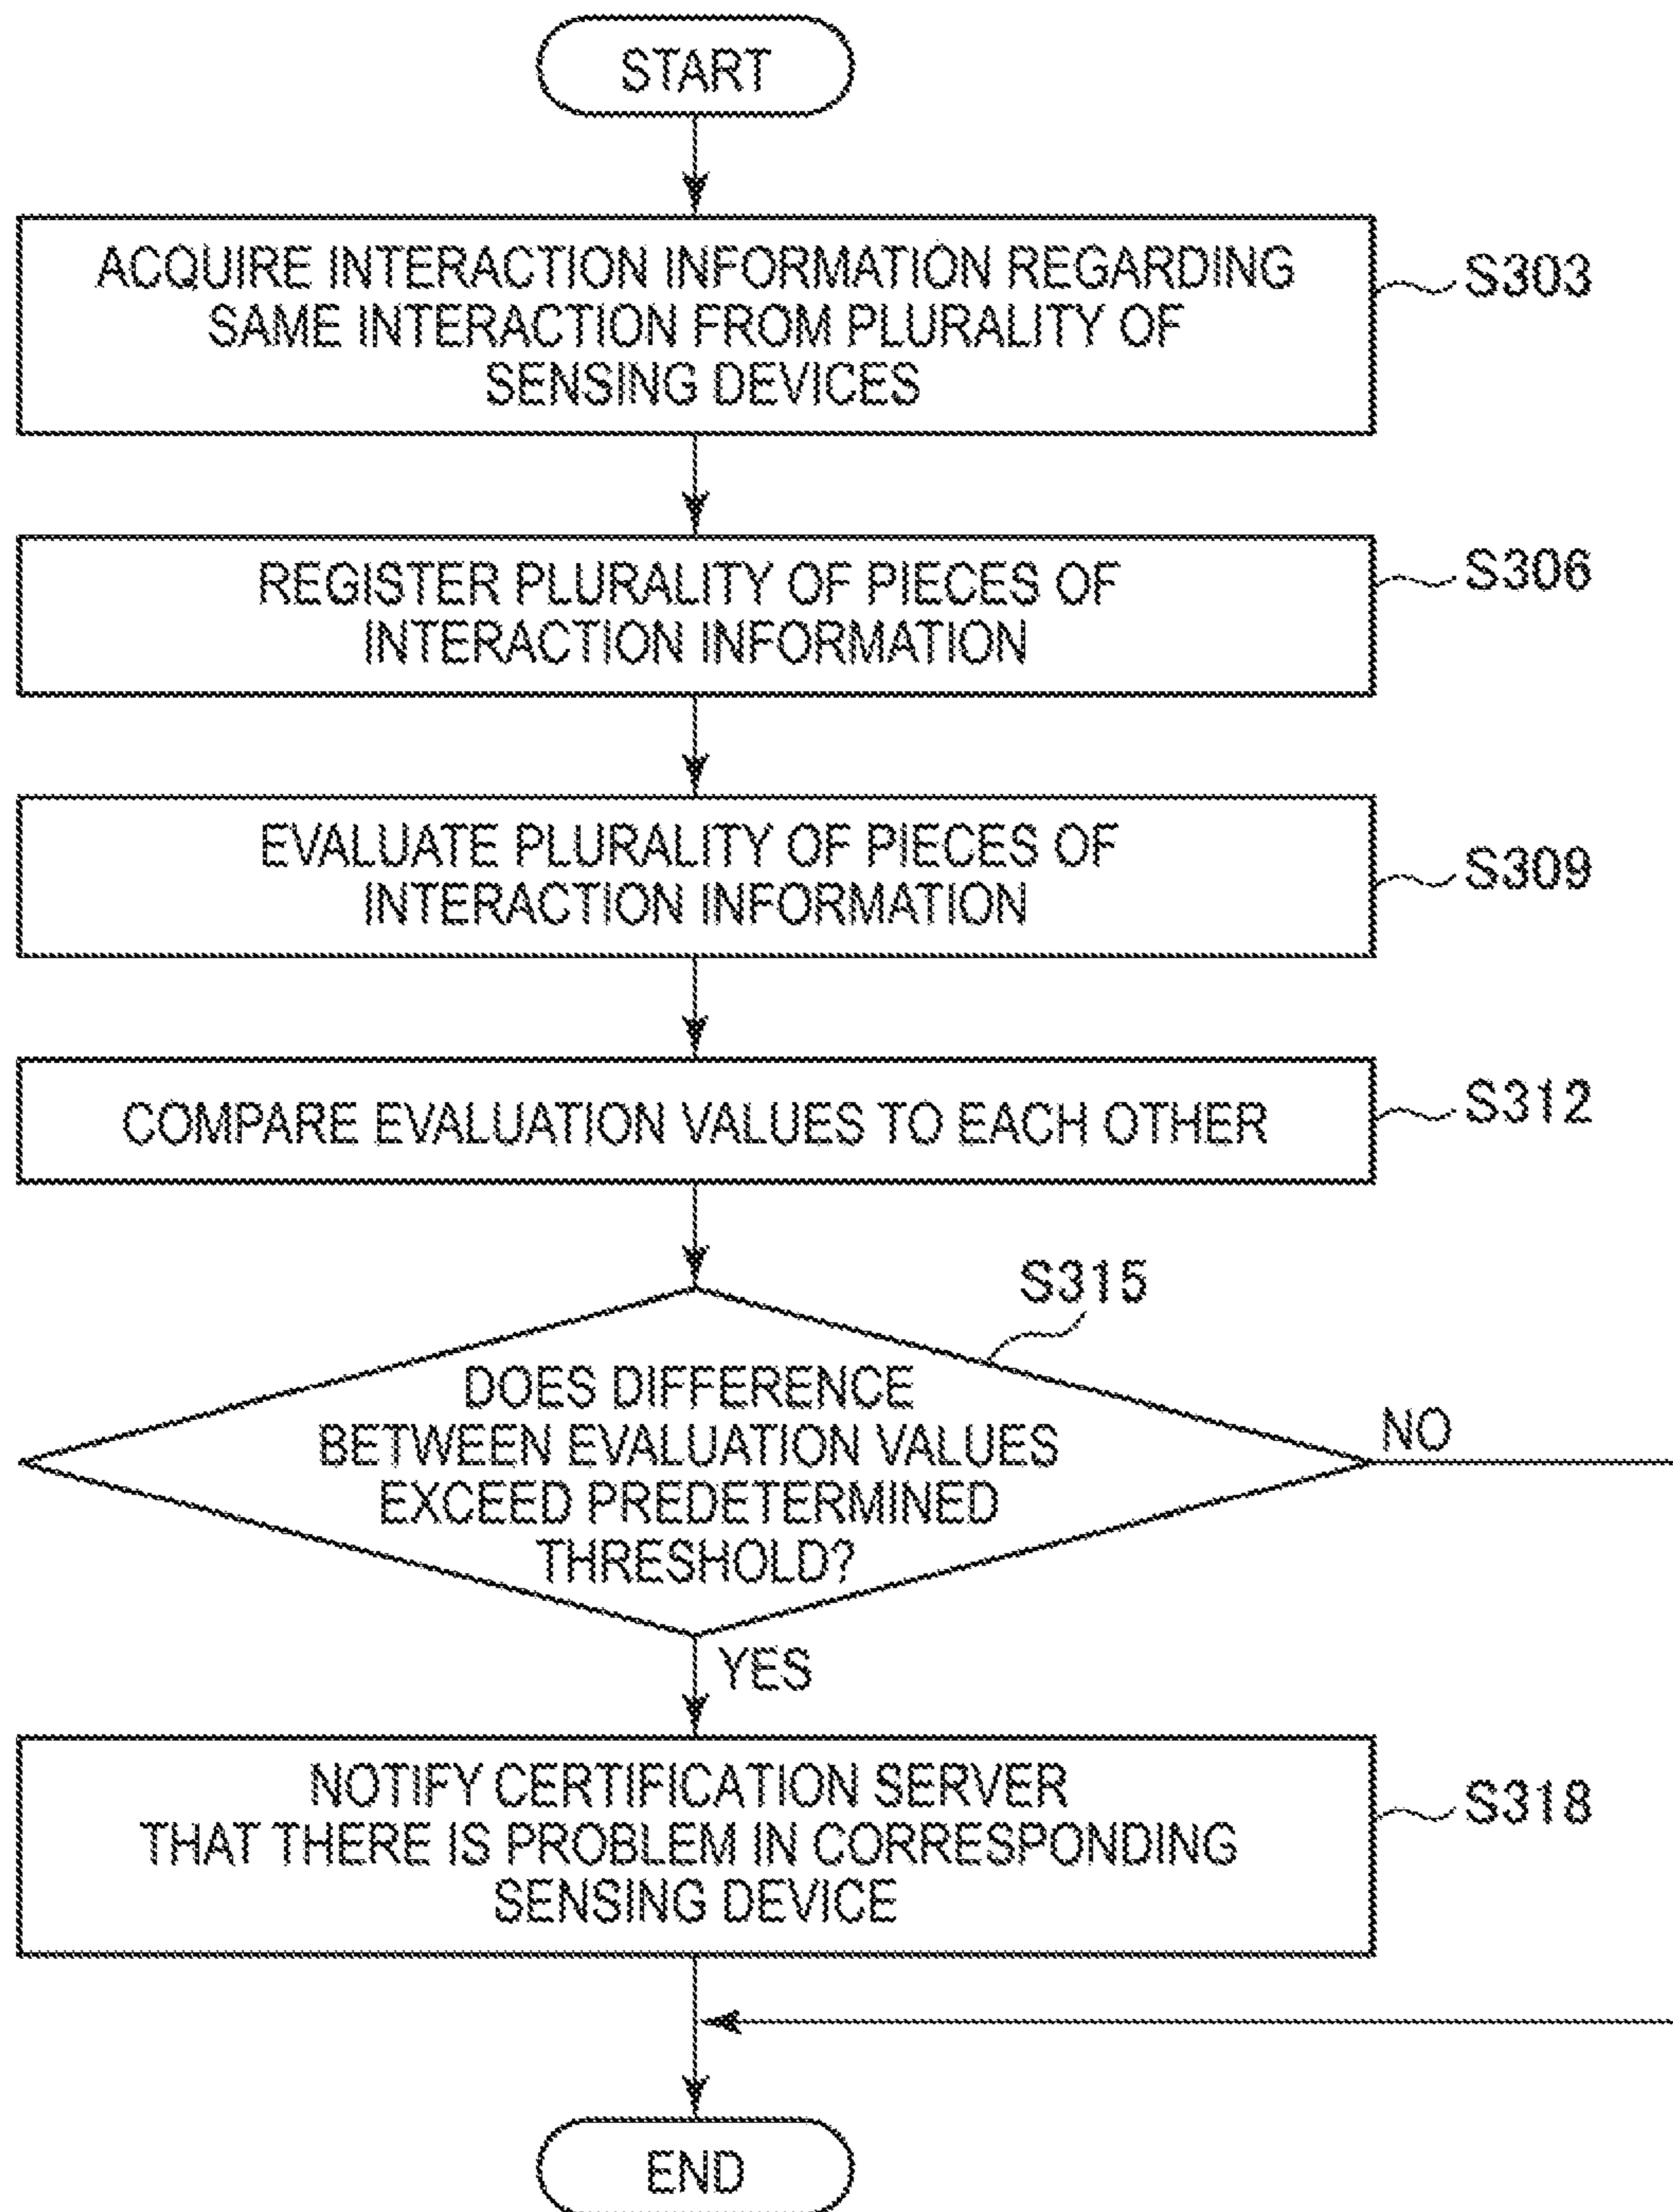 START
ACQUIRE INTERACTION INFORMATION REGARDING
SAME INTERACTION FROM PLURALITY OF
SENSING DEVICES
S303
REGISTER PLURALITY OF PIECES OF
INTERACTION INFORMATION
S306
EVALUATE PLURALITY OF PIECES OF
INTERACTION INFORMATION
S309
COMPARE EVALUATION VALUES TO EACH OTHER
S312
S315
DOES DIFFERENCE
BETWEEN EVALUATION VALUES
EXCEED PREDETERMINED
THRESHOLD?
NO
YES
NOTIFY CERTIFICATION SERVER
THAT THERE IS PROBLEM IN CORRESPONDING
SENSING DEVICE
S318
END